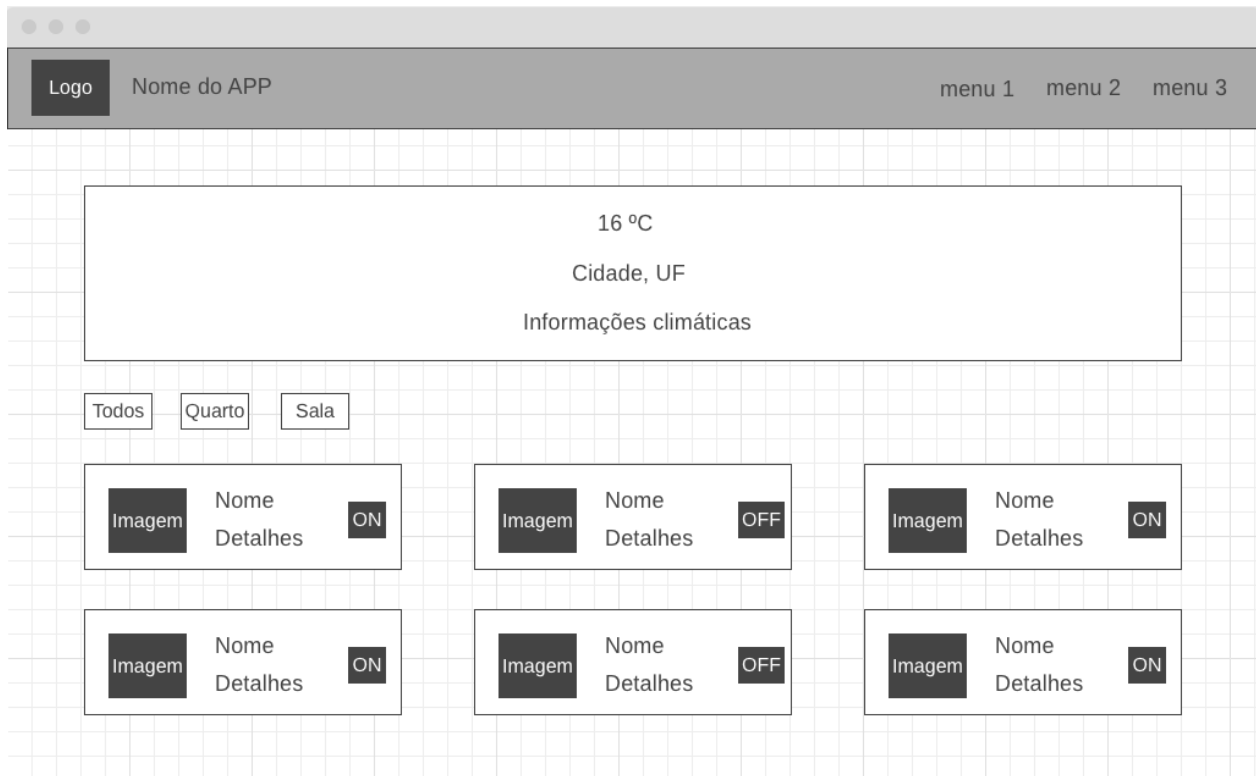 Logo Nome do APP menu 1 menu 2 menu 3
16 ºC
Cidade, UF
Informações climáticas
Todos Quarto Sala
Imagem Nome Detalhes ON
Imagem Nome Detalhes OFF
Imagem Nome Detalhes ON
Imagem Nome Detalhes ON
Imagem Nome Detalhes OFF
Imagem Nome Detalhes ON